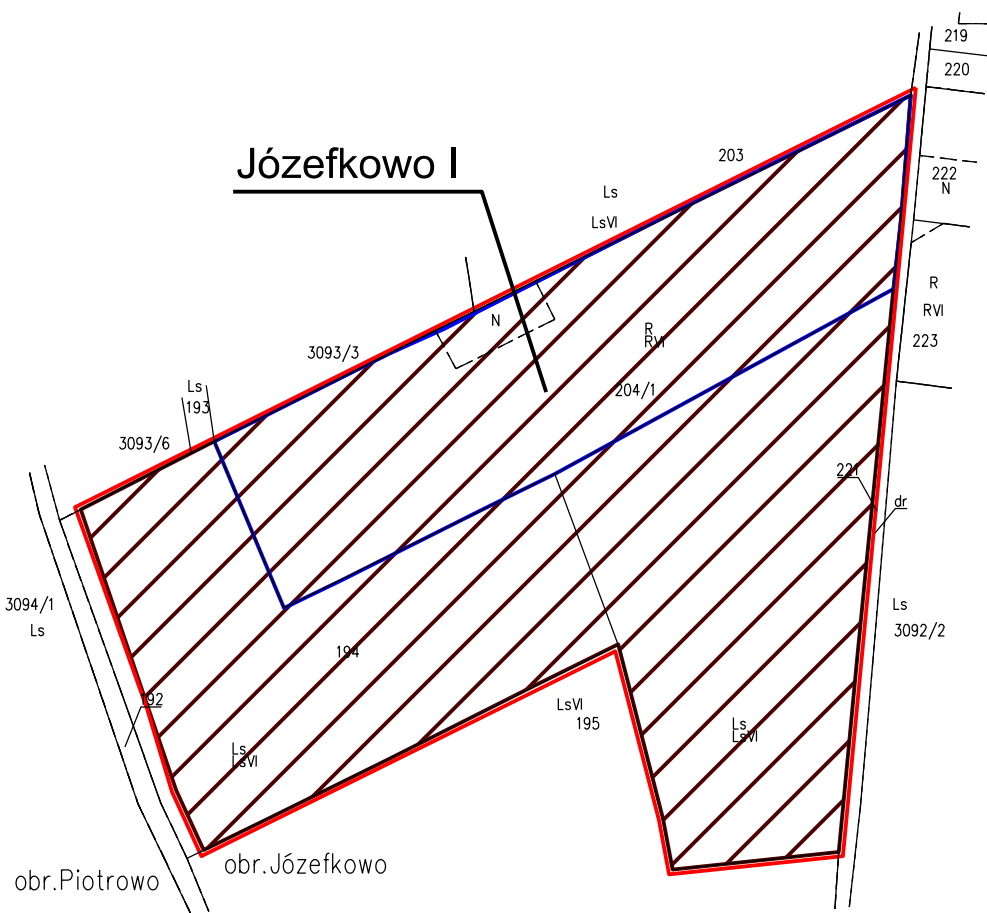 219
220
203
Józefkowo I
222
N
Ls
LsVI
R
RVI
N
R
RVI
223
3093/3
204/1
Ls
193
3093/6
221
dr
3094/1
Ls
Ls
3092/2
194
192
LsVI
195
Ls
LsVI
Ls
LsVI
obr.Józefkowo
obr.Piotrowo